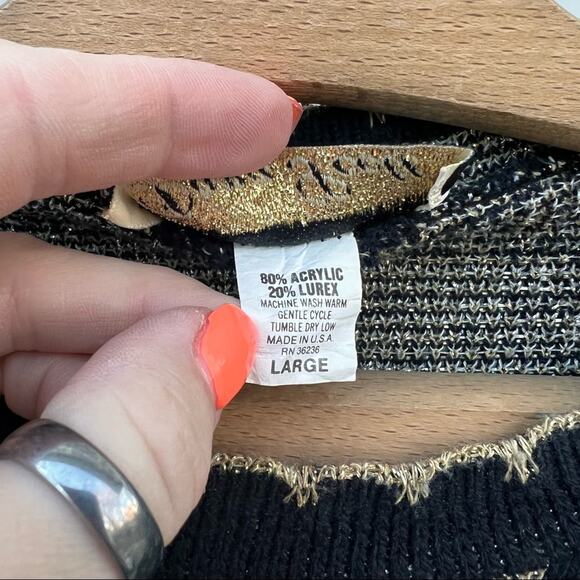 80% ACRYLIC
20% LUREX
MACHINE WASH WARM
GENTLE CYCLE
TUMBLE DRY LOW
MADE IN U.S.A.
RN 36236
LARGE